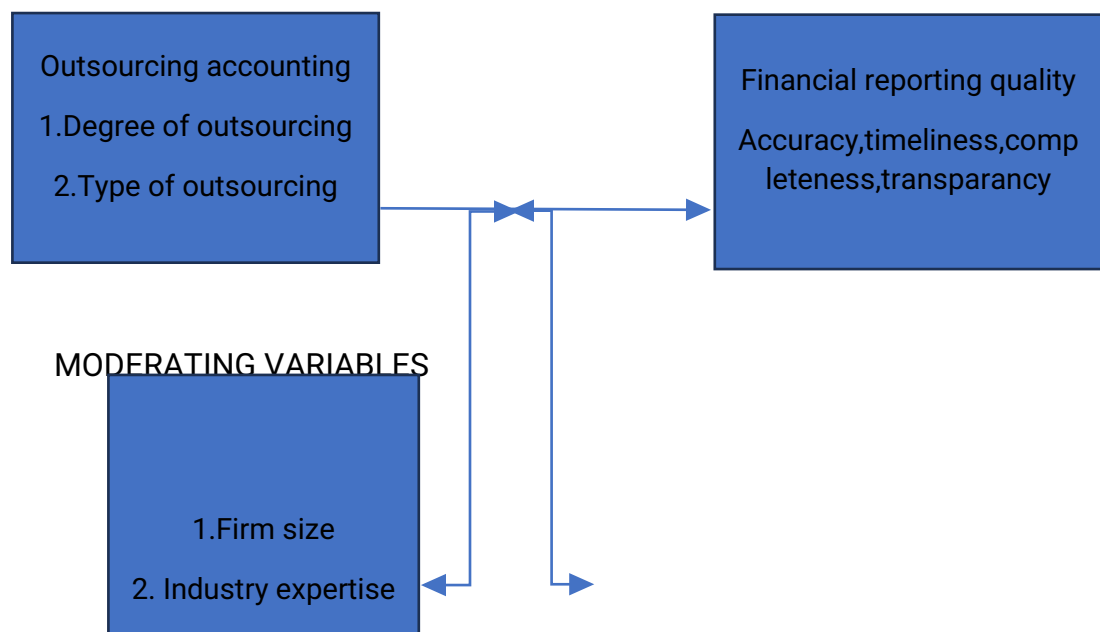 Outsourcing accounting
1.Degree of outsourcing
2.Type of outsourcing
Financial reporting quality
Accuracy,timeliness,comp
leteness,transparancy
MODERATING VARIABLES
1.Firm size
2. Industry expertise